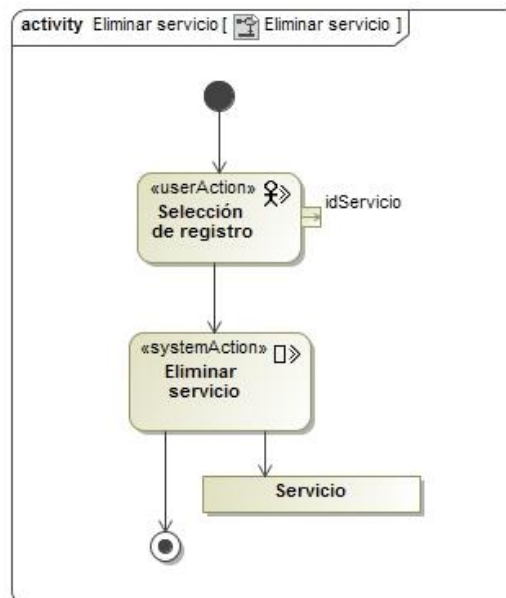 activity Eliminar servicio [ Eliminar servicio ]
«userAction»
Selección
de registro
idServicio
«systemAction»
Eliminar
servicio
Servicio